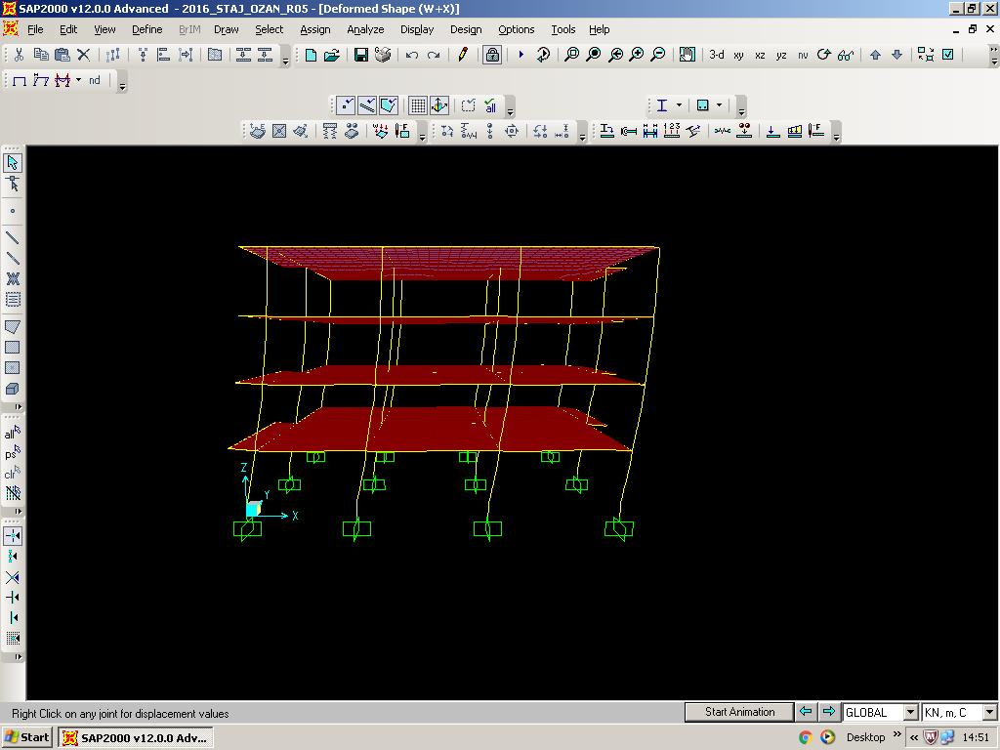 SAP2000 v12.0.0 Advanced - 2016_STAJ_OZAN_R05 - [Deformed Shape (W+X)]
File Edit View Define BrIM Draw Select Assign Analyze Display Design Options Tools Help
3-d xy xz yz nv
nd
all
all
ps
clr
Z
Y
X
Right Click on any joint for displacement values
Start Animation
GLOBAL
KN, m, C
Start
SAP2000 v12.0.0 Adv...
Desktop
14:51